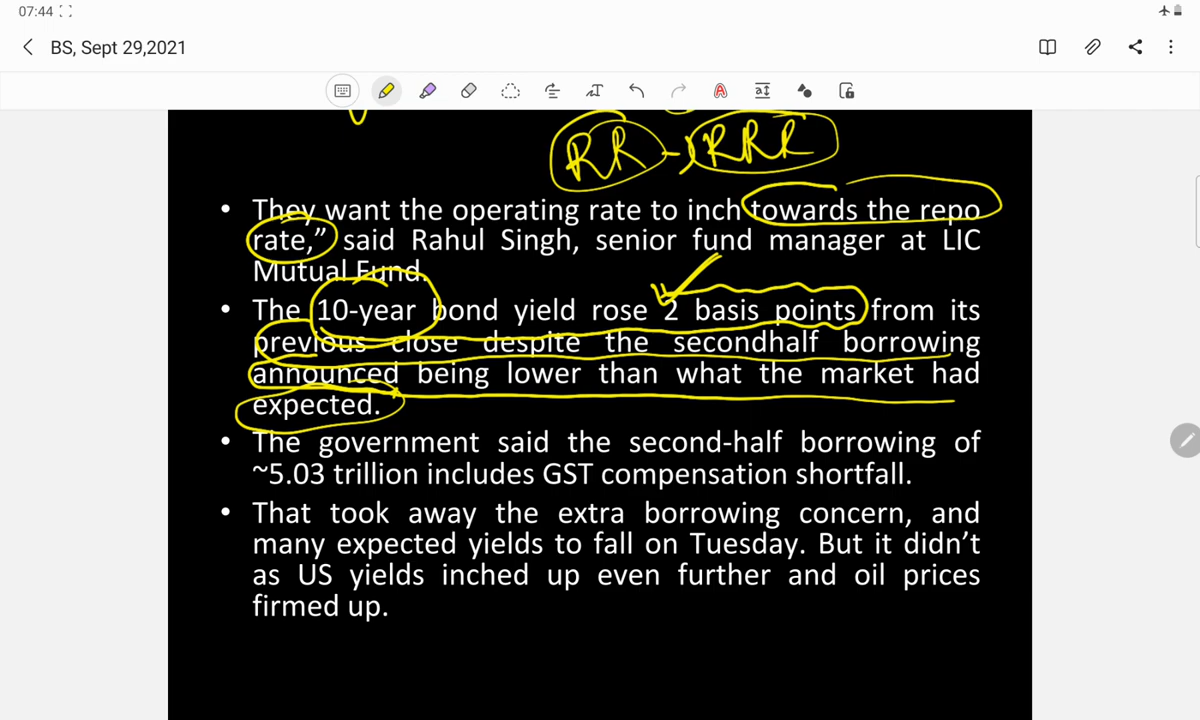 07:44
BS, Sept 29,2021
RR - RRR
• They want the operating rate to inch towards the repo
rate,” said Rahul Singh, senior fund manager at LIC
Mutual Fund.
• The 10-year bond yield rose 2 basis points from its
previous close despite the secondhalf borrowing
announced being lower than what the market had
expected.
• The government said the second-half borrowing of
~5.03 trillion includes GST compensation shortfall.
• That took away the extra borrowing concern, and
many expected yields to fall on Tuesday. But it didn’t
as US yields inched up even further and oil prices
firmed up.